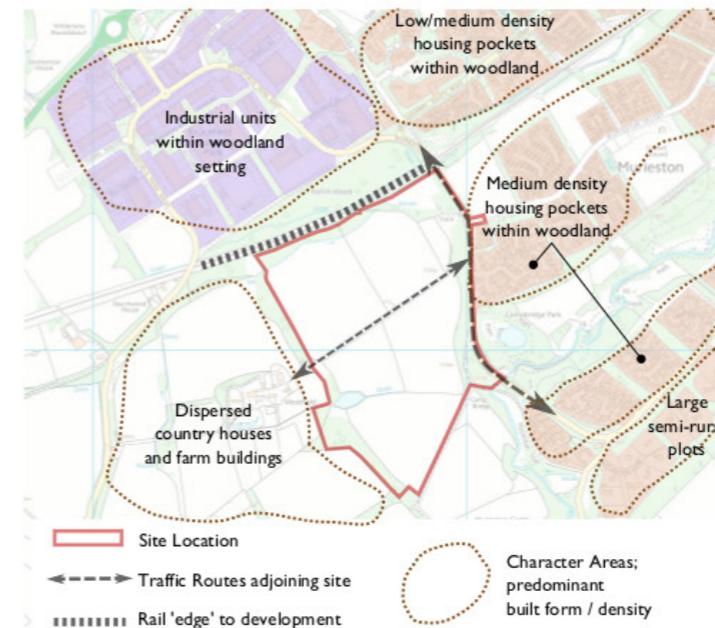 Low/medium density
housing pockets
within woodland
Industrial units
within woodland
setting
Murieston
Medium density
housing pockets
within woodland
Dispersed
country houses
and farm buildings
Large
semi-rura
plots
Site Location
Traffic Routes adjoining site
Rail 'edge' to development
Character Areas;
predominant
built form / density